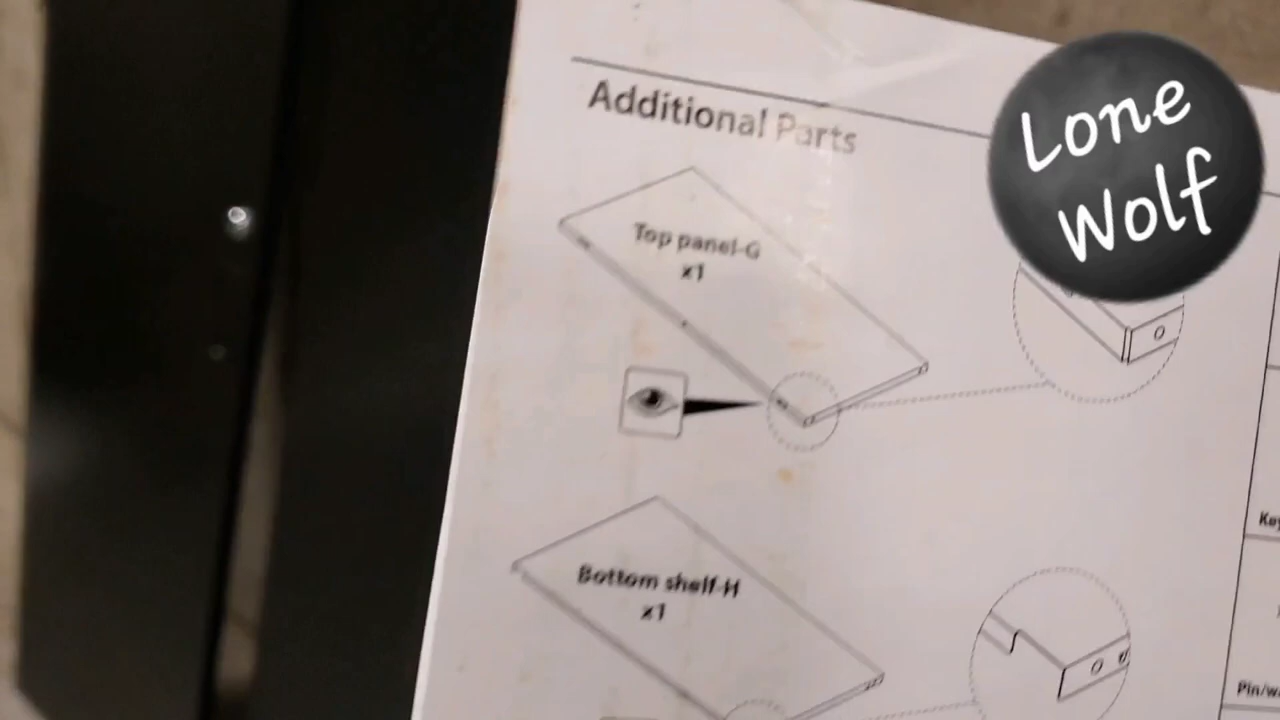 Additional Parts
Top panel-G
x1
Bottom shelf-H
x1
Lone
Wolf